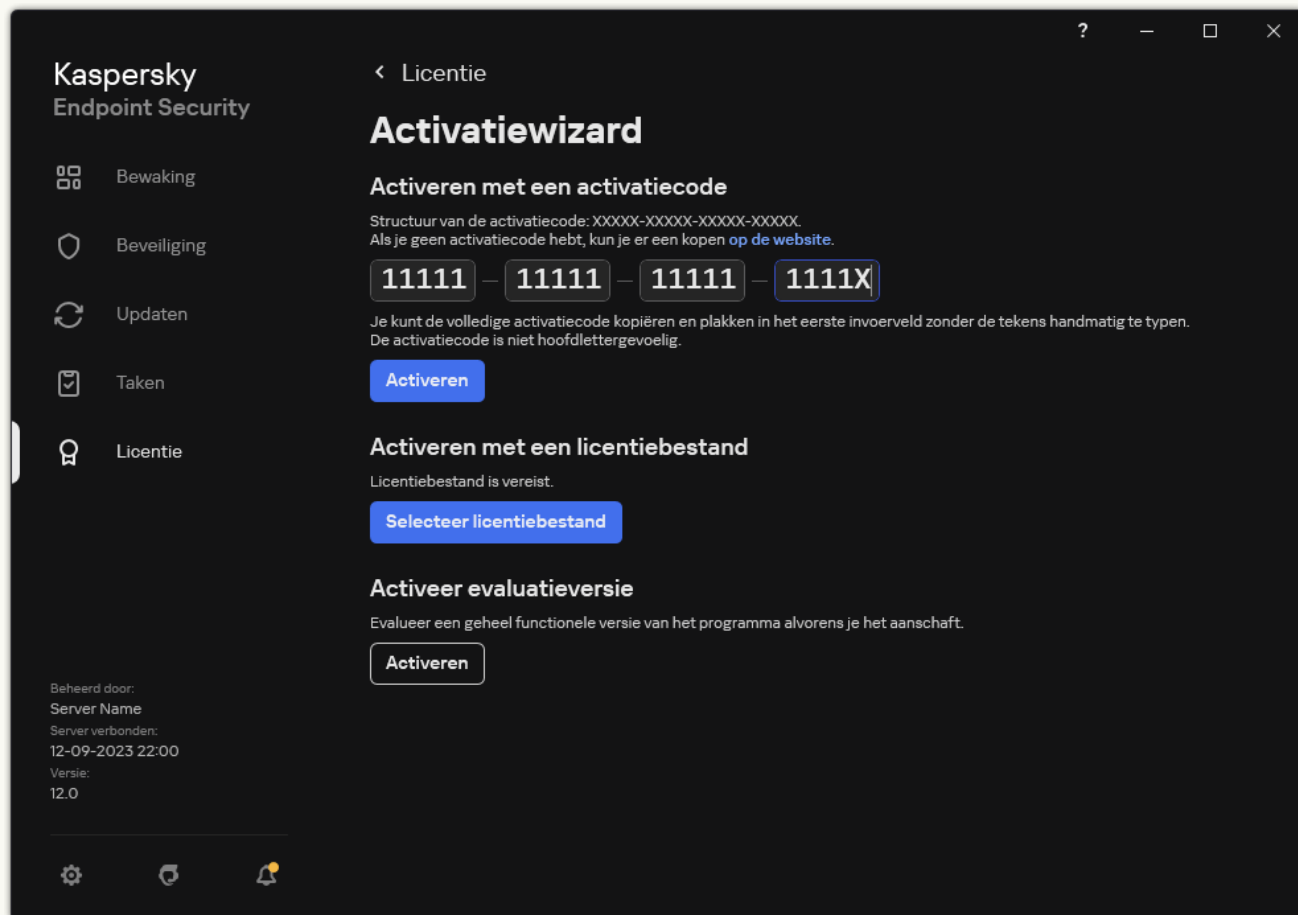 ?
Kaspersky
Endpoint Security
Bewaking
Beveiliging
Updaten
Taken
Licentie
Beheerd door:
Server Name
Server verbonden:
12-09-2023 22:00
Versie:
12.0
Licentie
Activatiewizard
Activeren met een activatiecode
Structuur van de activatiecode: XXXXX-XXXXX-XXXXX-XXXXX.
Als je geen activatiecode hebt, kun je er een kopen op de website.
11111 – 11111 – 11111 – 1111X
Je kunt de volledige activatiecode kopiëren en plakken in het eerste invoerveld zonder de tekens handmatig te typen.
De activatiecode is niet hoofdlettergevoelig.
Activeren
Activeren met een licentiebestand
Licentiebestand is vereist.
Selecteer licentiebestand
Activeer evaluatieversie
Evalueer een geheel functionele versie van het programma alvorens je het aanschaft.
Activeren